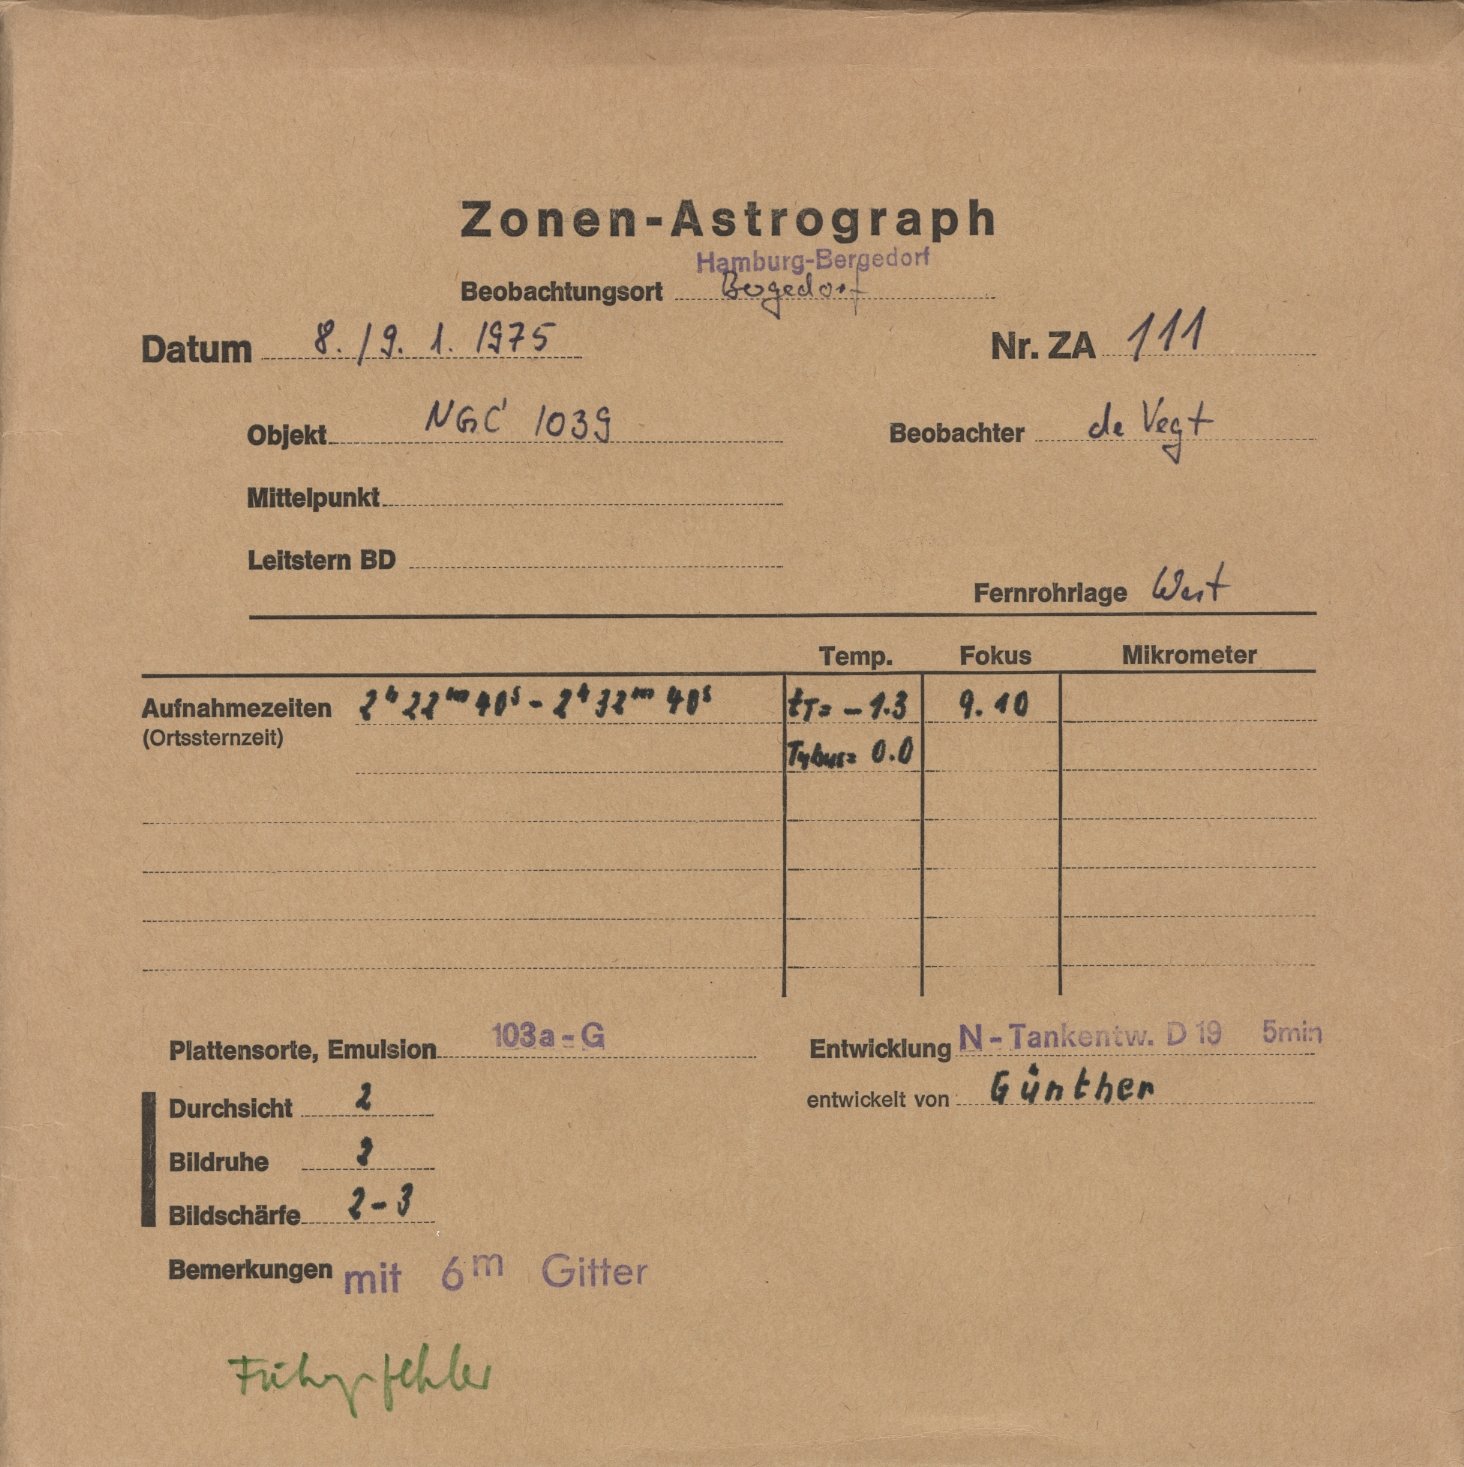 Zonen-Astrograph
Hamburg-Bergedorf
Beobachtungsort Bergedorf
Datum 8./9. 1. 1975 Nr. ZA 111
Objekt NGC 1039 Beobachter de Vegt
Mittelpunkt
Leitstern BD
Fernrohrlage West
Temp. Fokus Mikrometer
Aufnahmezeiten 2h 22m 40s - 2h 32m 40s tT= -1.3 9.10
(Ortssternzeit)
= 0.0
Plattensorte, Emulsion 103a-G Entwicklung N-Tankentw. D 19 5min
Durchsicht 2 entwickelt von Günther
Bildruhe 2
Bildschärfe 2-3
Bemerkungen mit 6m Gitter
Führungsfehler